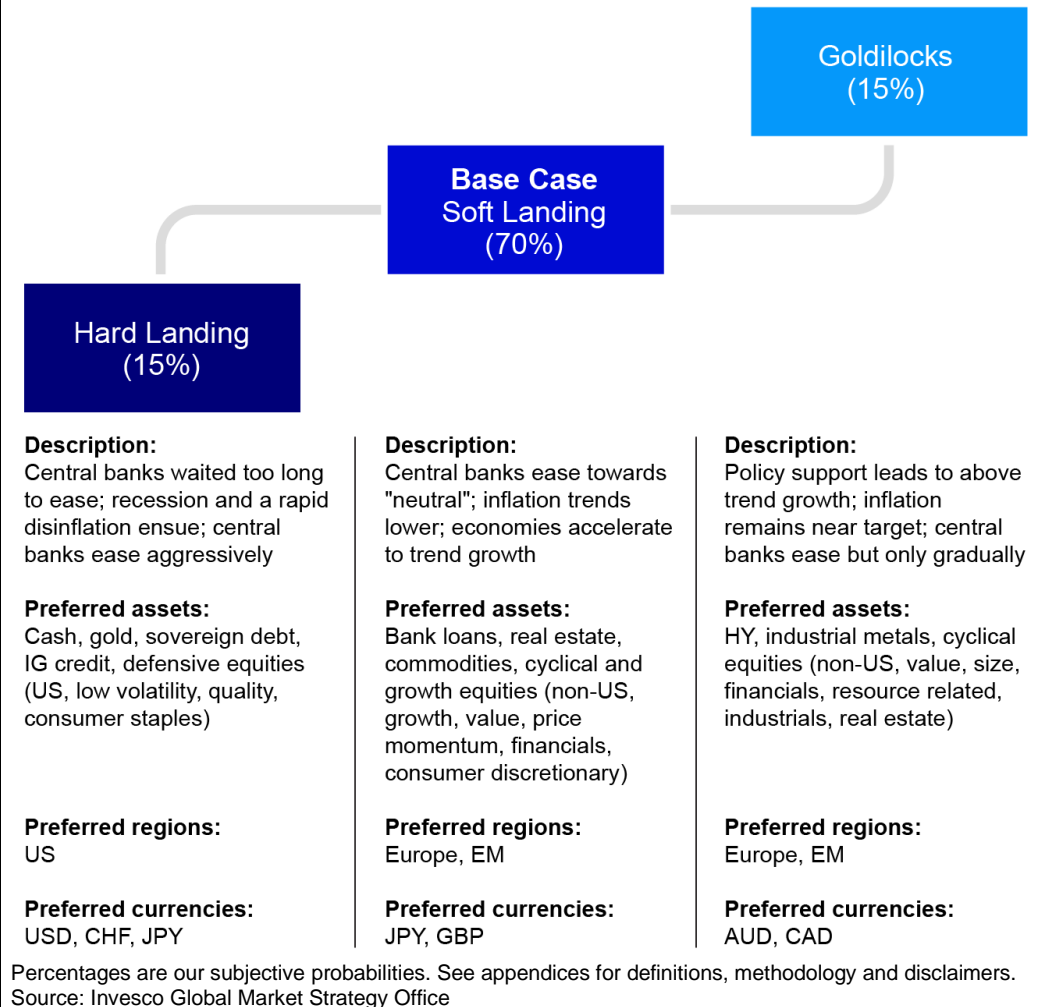 Goldilocks
(15%)
Base Case
Soft Landing
(70%)
Hard Landing
(15%)
Description:
Central banks waited too long
to ease; recession and a rapid
disinflation ensue; central
banks ease aggressively
Preferred assets:
Cash, gold, sovereign debt,
IG credit, defensive equities
(US, low volatility, quality,
consumer staples)
Preferred regions:
US
Preferred currencies:
USD, CHF, JPY
Description:
Central banks ease towards
"neutral"; inflation trends
lower; economies accelerate
to trend growth
Preferred assets:
Bank loans, real estate,
commodities, cyclical and
growth equities (non-US,
growth, value, price
momentum, financials,
consumer discretionary)
Preferred regions:
Europe, EM
Preferred currencies:
JPY, GBP
Description:
Policy support leads to above
trend growth; inflation
remains near target; central
banks ease but only gradually
Preferred assets:
HY, industrial metals, cyclical
equities (non-US, value, size,
financials, resource related,
industrials, real estate)
Preferred regions:
Europe, EM
Preferred currencies:
AUD, CAD
Percentages are our subjective probabilities. See appendices for definitions, methodology and disclaimers.
Source: Invesco Global Market Strategy Office